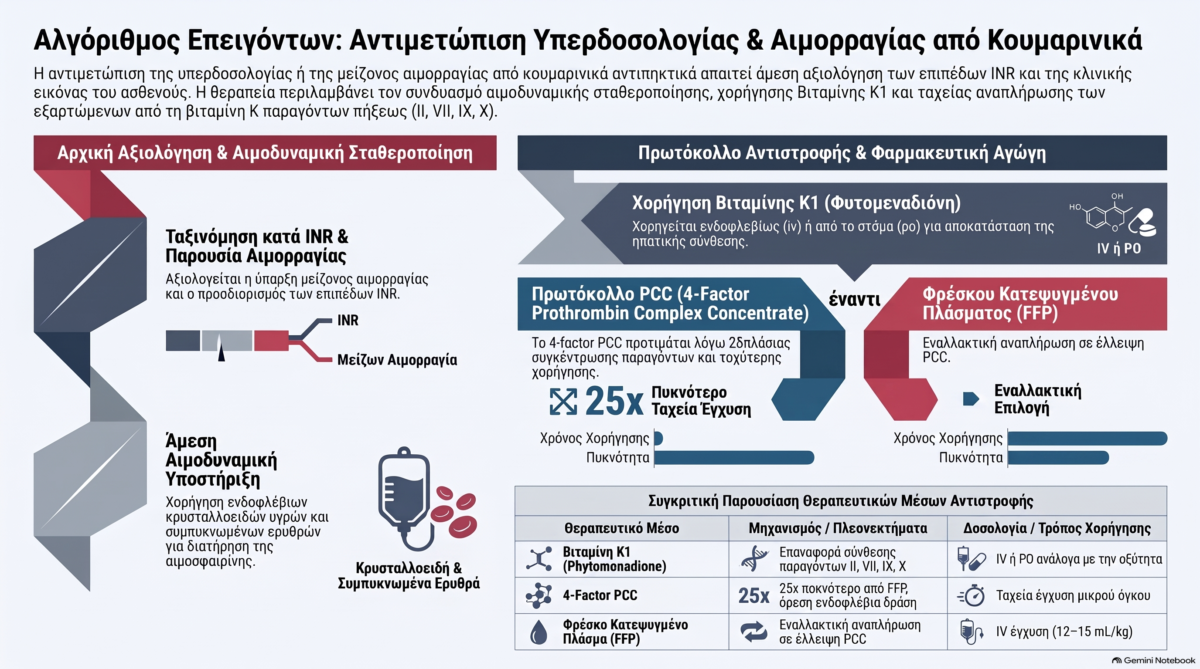 Αλγόριθμος Επειγόντων: Αντιμετώπιση Υπερδοσολογίας & Αιμορραγίας από Κουμαρινικά
Η αντιμετώπιση της υπερδοσολογίας ή της μείζονος αιμορραγίας από κουμαρινικά αντιπηκτικά απαιτεί άμεση αξιολόγηση των επιπέδων INR και της κλινικής
εικόνας του ασθενούς. Η θεραπεία περιλαμβάνει τον συνδυασμό αιμοδυναμικής σταθεροποίησης, χορήγησης Βιταμίνης K1 και ταχείας αναπλήρωσης των
εξαρτώμενων από τη βιταμίνη K παραγόντων πήξεως (II, VII, IX, X).
Αρχική Αξιολόγηση & Αιμοδυναμική Σταθεροποίηση
Ταξινόμηση κατά INR &
Παρουσία Αιμορραγίας
Αξιολογείται η ύπαρξη μείζονος αιμορραγίας
και ο προσδιορισμός των επιπέδων INR.
INR
Μείζων Αιμορραγία
Άμεση
Αιμοδυναμική
Υποστήριξη
Χορήγηση ενδοφλέβιων
κρυσταλλοειδών υγρών και
συμπυκνωμένων ερυθρών
για διατήρηση της
αιμοσφαιρίνης.
Κρυσταλλοειδή &
Συμπυκνωμένα Ερυθρά
Πρωτόκολλο Αντιστροφής & Φαρμακευτική Αγωγή
Χορήγηση Βιταμίνης K1 (Φυτομεναδιόνη)
Χορηγείται ενδοφλεβίως (iv) ή από το στόμα (po) για αποκατάσταση της
ηπατικής σύνθεσης.
HO
OH
O
IV ή PO
Πρωτόκολλο PCC (4-Factor
Prothrombin Complex Concentrate)
έναντι
Φρέσκου Κατεψυγμένου
Πλάσματος (FFP)
Το 4-factor PCC προτιμάται λόγω 2δπλάσιας
συγκέντρωσης παραγόντων και τοχύτερης
χορήγησης.
25x
Πυκνότερο
Ταχεία Έγχυση
Χρόνος Χορήγησης
Πυκνότητα
Εναλλακτική αναπλήρωση σε έλλειψη
PCC.
Εναλλακτική
Επιλογή
Χρόνος Χορήγησης
Πυκνότητα
Συγκριτική Παρουσίαση Θεραπευτικών Μέσων Αντιστροφής
Θεραπευτικό Μέσο
Μηχανισμός / Πλεονεκτήματα
Δοσολογία / Τρόπος Χορήγησης
Βιταμίνη K1
(Phytomonadione)
Επαναφορά σύνθεσης
παραγόντων II, VII, IX, X
IV ή PO ανάλογα με την οξύτητα
4-Factor PCC
25x
25x ποκνότερο από FFP,
όρεση ενδοφλέβια δράση
Ταχεία έγχυση μικρού όγκου
Φρέσκο Κατεψυγμένο
Πλάσμα (FFP)
Εναλλακτική αναπλήρωση
σε έλλειψη PCC
IV έγχυση (12–15 mL/kg)
Gemini Notebook